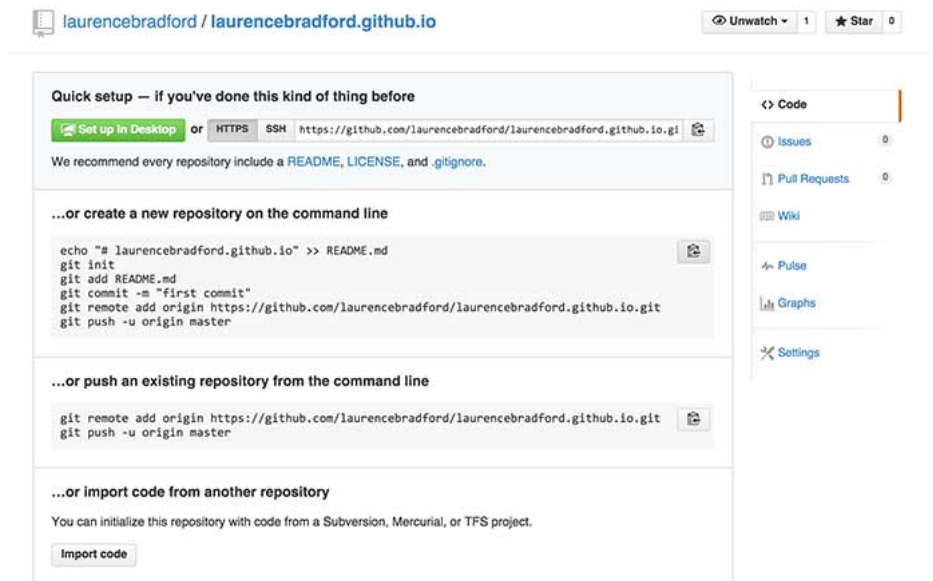 laurencebradford / laurencebradford.github.io
Unwatch 1 Star 0
Quick setup — if you've done this kind of thing before
Set up in Desktop or HTTPS SSH https://github.com/laurencebradford/laurencebradford.github.io.gi
We recommend every repository include a README, LICENSE, and .gitignore.
...or create a new repository on the command line
echo "# laurencebradford.github.io" >> README.md
git init
git add README.md
git commit -m "first commit"
git remote add origin https://github.com/laurencebradford/laurencebradford.github.io.git
git push -u origin master
...or push an existing repository from the command line
git remote add origin https://github.com/laurencebradford/laurencebradford.github.io.git
git push -u origin master
...or import code from another repository
You can initialize this repository with code from a Subversion, Mercurial, or TFS project.
Import code
<> Code
Issues 0
Pull Requests 0
Wiki
Pulse
Graphs
Settings